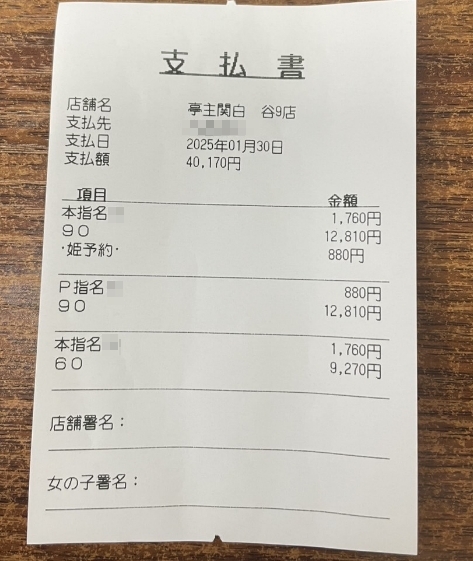 支払書
店舗名 亭主関白 谷9店
支払先
支払日 2025年01月30日
支払額 40,170円
項目 金額
本指名 1,760円
90 12,810円
・姫予約・ 880円
P指名 880円
90 12,810円
本指名 1,760円
60 9,270円
店舗署名：
女の子署名：